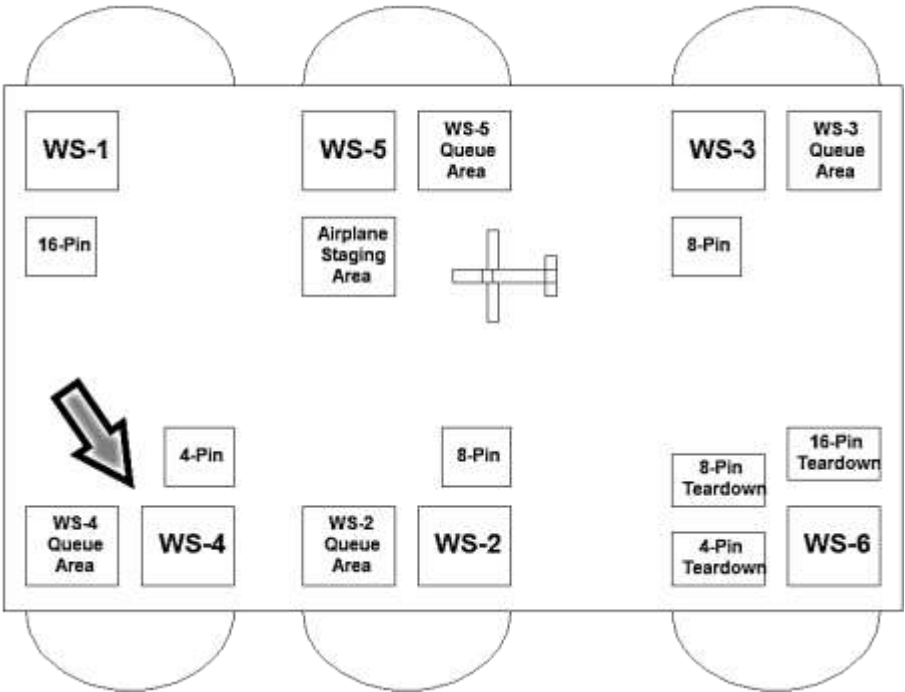 WS-1
WS-5
WS-5
Queue
Area
WS-3
WS-3
Queue
Area
16-Pin
Airplane
Staging
Area
8-Pin
4-Pin
8-Pin
8-Pin
Teardown
16-Pin
Teardown
WS-4
Queue
Area
WS-4
WS-2
Queue
Area
WS-2
4-Pin
Teardown
WS-6